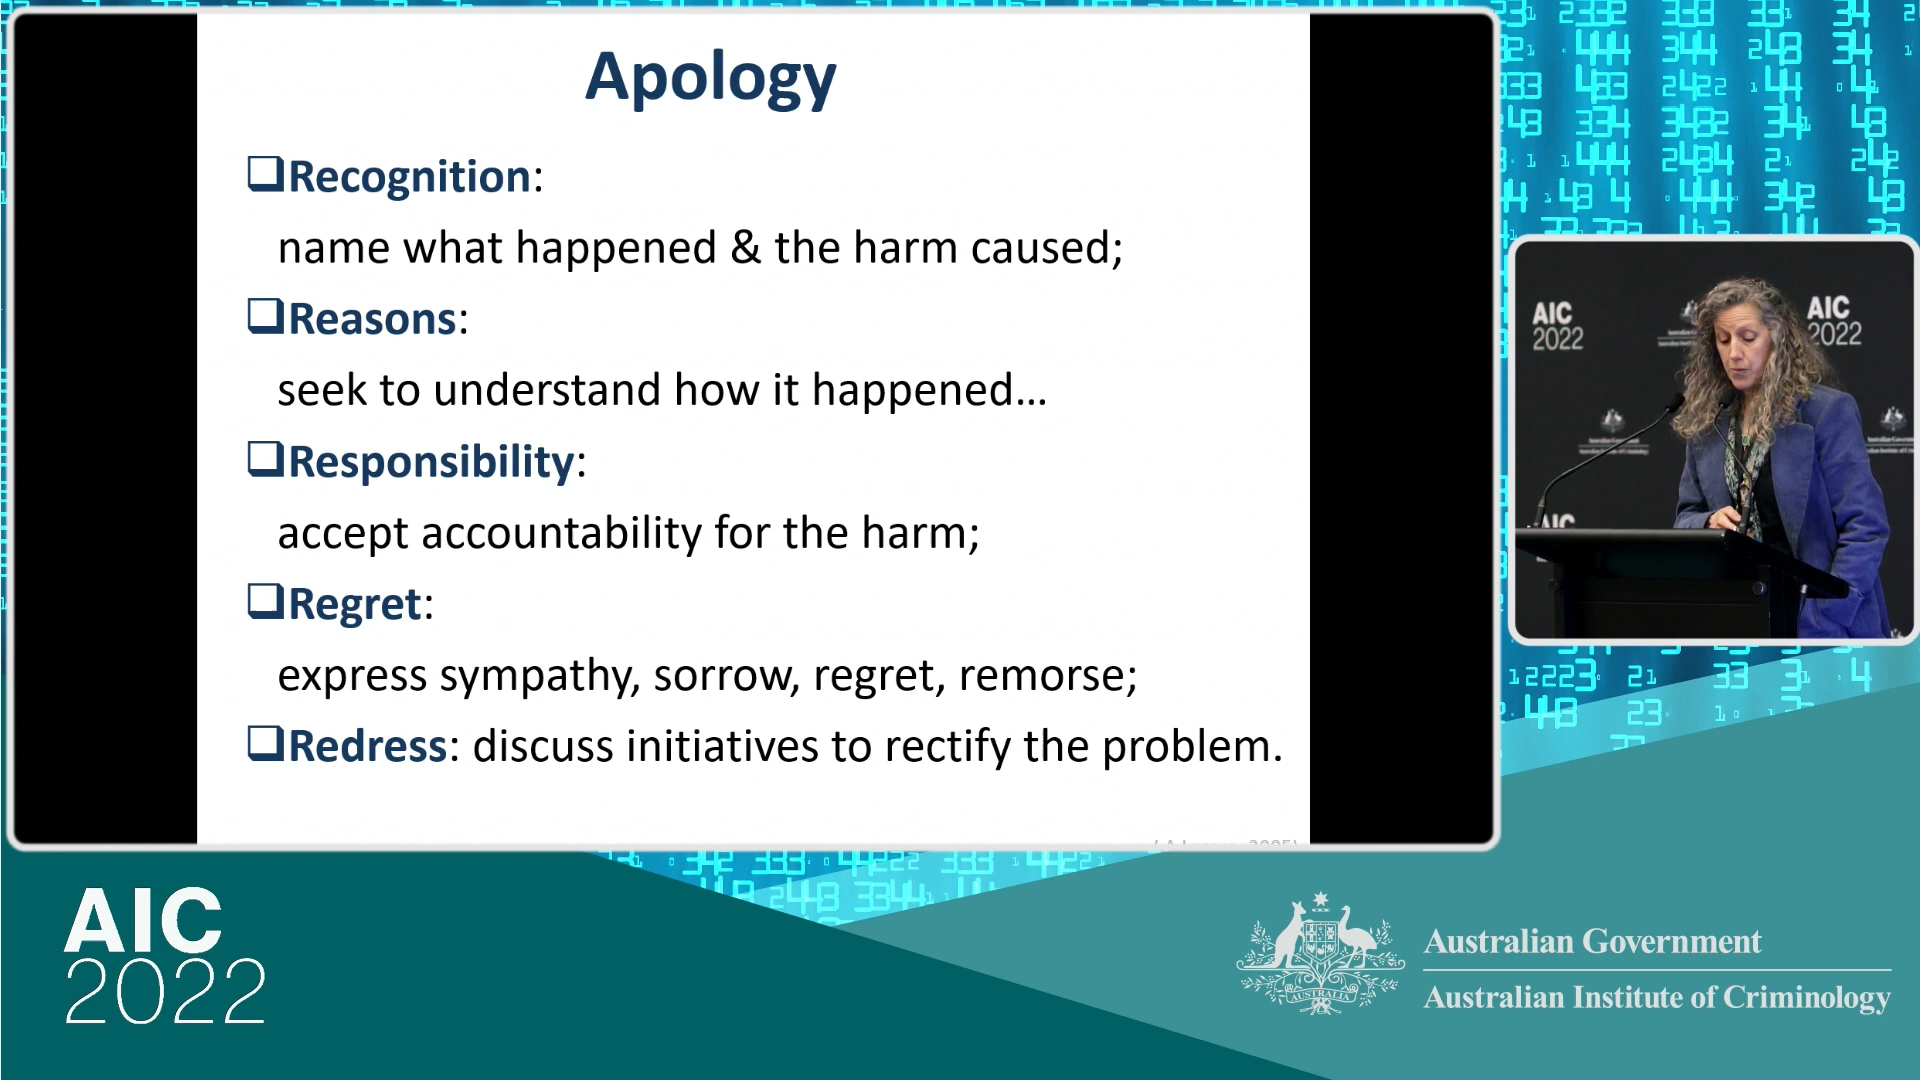 Apology
❑Recognition:
name what happened & the harm caused;
❑Reasons:
seek to understand how it happened...
❑Responsibility:
accept accountability for the harm;
❑Regret:
express sympathy, sorrow, regret, remorse;
❑Redress: discuss initiatives to rectify the problem.
AIC
2022
AIC
2022
AIC
AIC
2022
AUSTRALIA
Australian Government
Australian Institute of Criminology